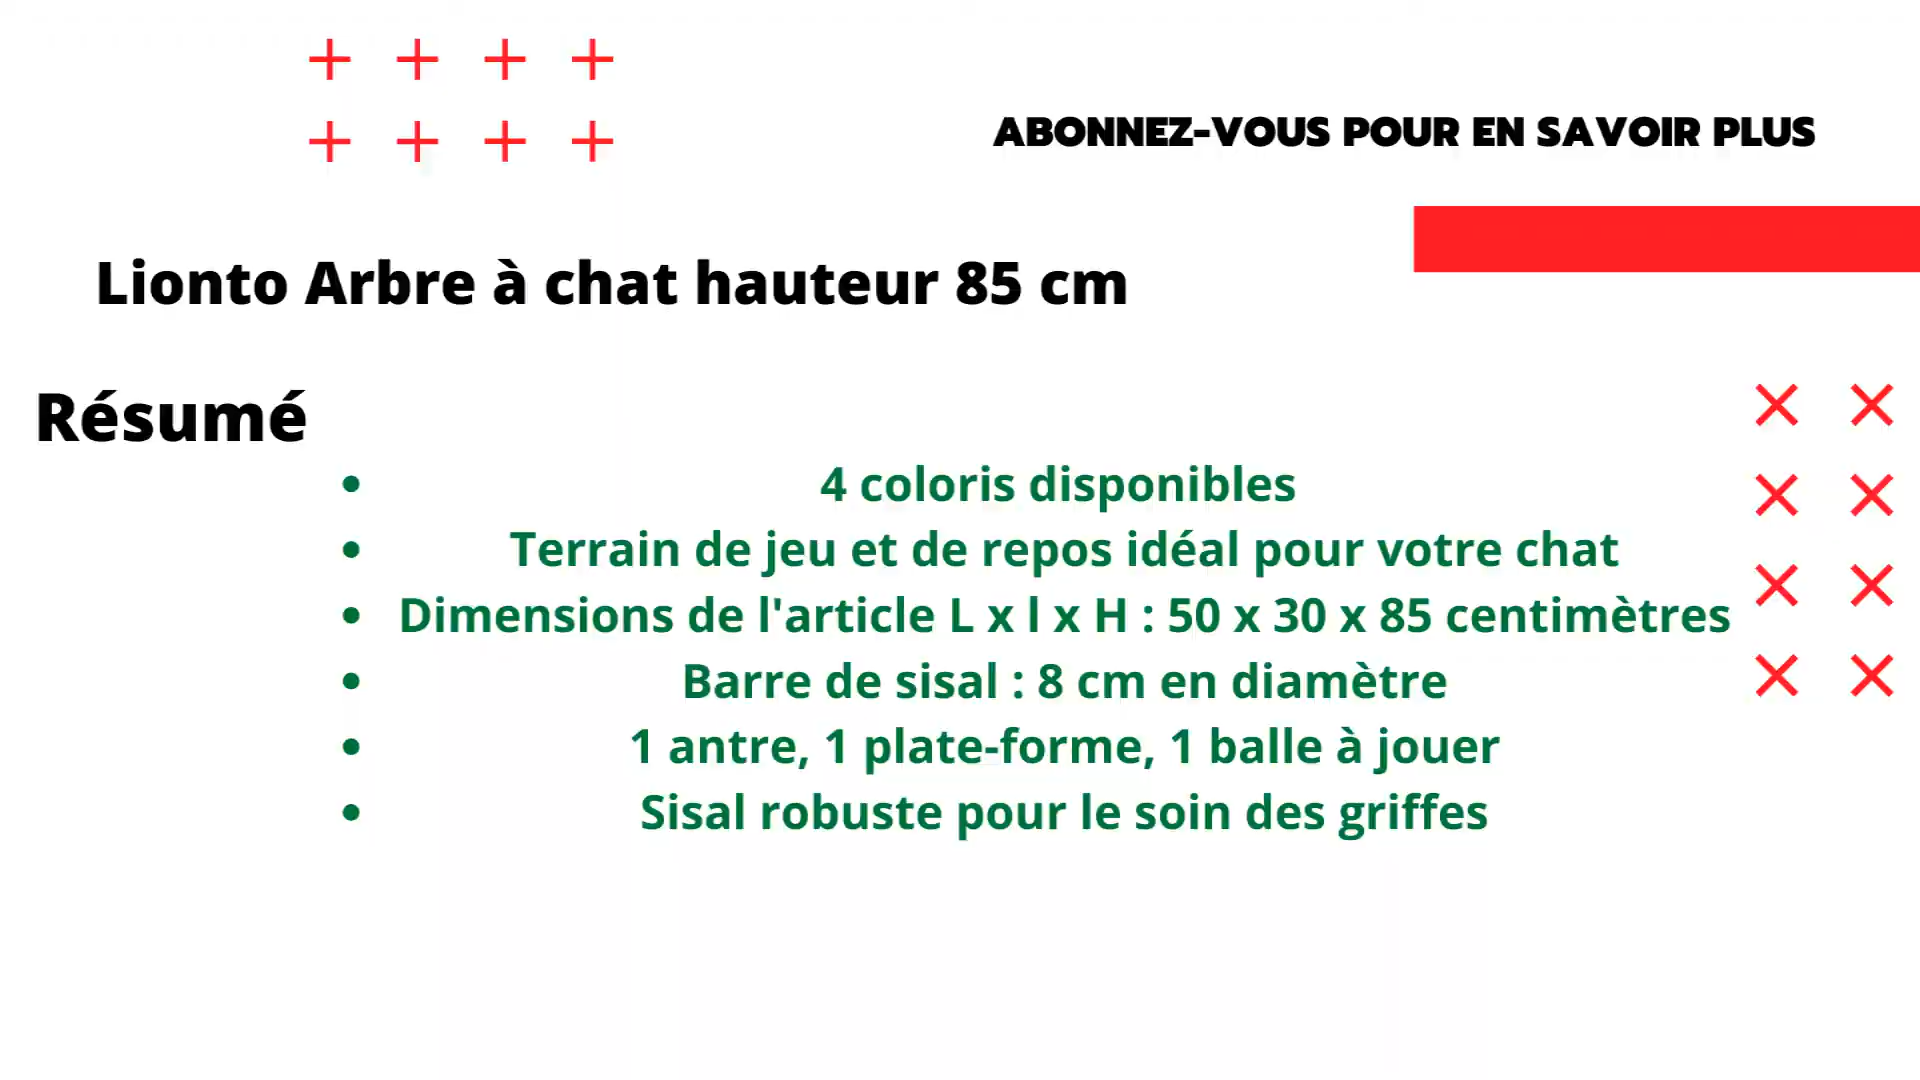 ABONNEZ-VOUS POUR EN SAVOIR PLUS
Lionto Arbre à chat hauteur 85 cm
Résumé
• 4 coloris disponibles
• Terrain de jeu et de repos idéal pour votre chat
• Dimensions de l'article L x l x H : 50 x 30 x 85 centimètres
• Barre de sisal : 8 cm en diamètre
• 1 antre, 1 plate-forme, 1 balle à jouer
• Sisal robuste pour le soin des griffes